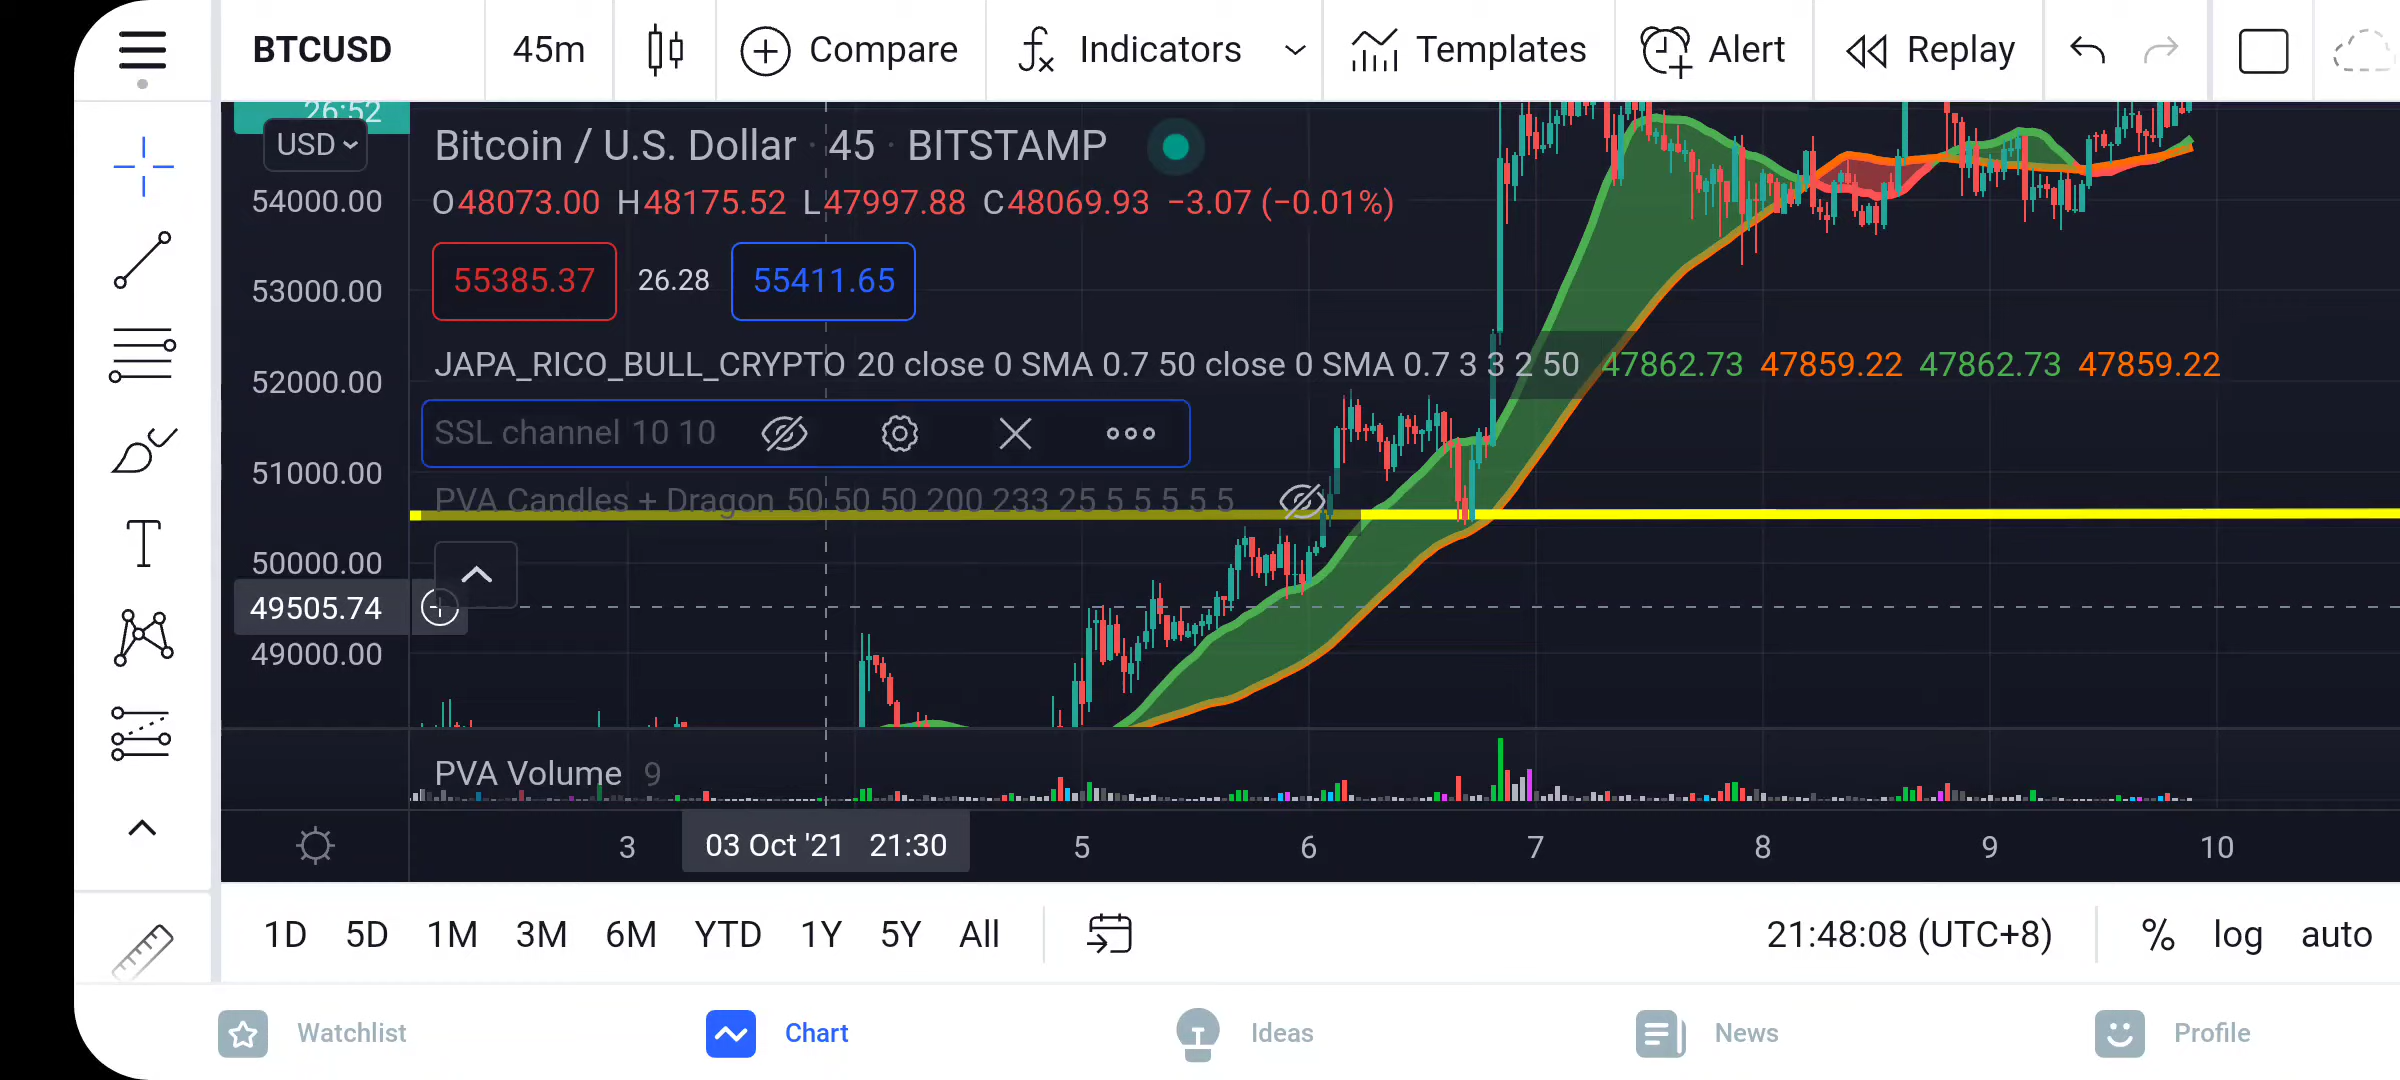 BTCUSD 45m Compare Indicators Templates Alert Replay
26:52
USD
Bitcoin / U.S. Dollar · 45 · BITSTAMP
54000.00
O48073.00 H48175.52 L47997.88 C48069.93 −3.07 (−0.01%)
55385.37 26.28 55411.65
53000.00
JAPA_RICO_BULL_CRYPTO 20 close 0 SMA 0.7 50 close 0 SMA 0.7 3 3 2 50 47862.73 47859.22 47862.73 47859.22
52000.00
SSL channel 10 10
51000.00
PVA Candles + Dragon 50 50 50 200 233 25 5 5 5 5 5
50000.00
49505.74
49000.00
PVA Volume 9
3 03 Oct '21 21:30 5 6 7 8 9 10
1D 5D 1M 3M 6M YTD 1Y 5Y All 21:48:08 (UTC+8) % log auto
Watchlist Chart Ideas News Profile